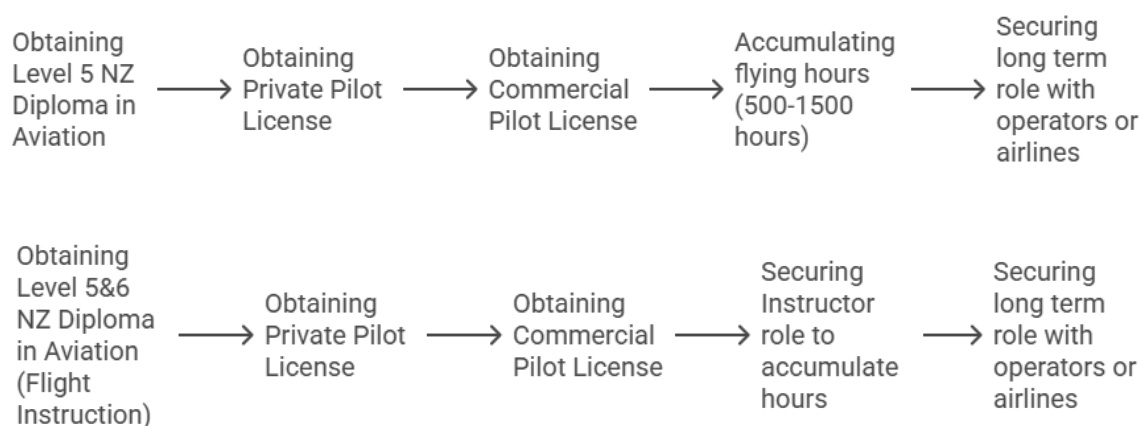 Obtaining
Level 5 NZ
Diploma in
Aviation
Obtaining
Private Pilot
License
Obtaining
Commercial
Pilot License
Accumulating
flying hours
(500-1500
hours)
Securing
long term
role with
operators or
airlines
Obtaining
Level 5&6
NZ Diploma
in Aviation
(Flight
Instruction)
Obtaining
Private Pilot
License
Obtaining
Commercial
Pilot License
Securing
Instructor
role to
accumulate
hours
Securing
long term
role with
operators or
airlines